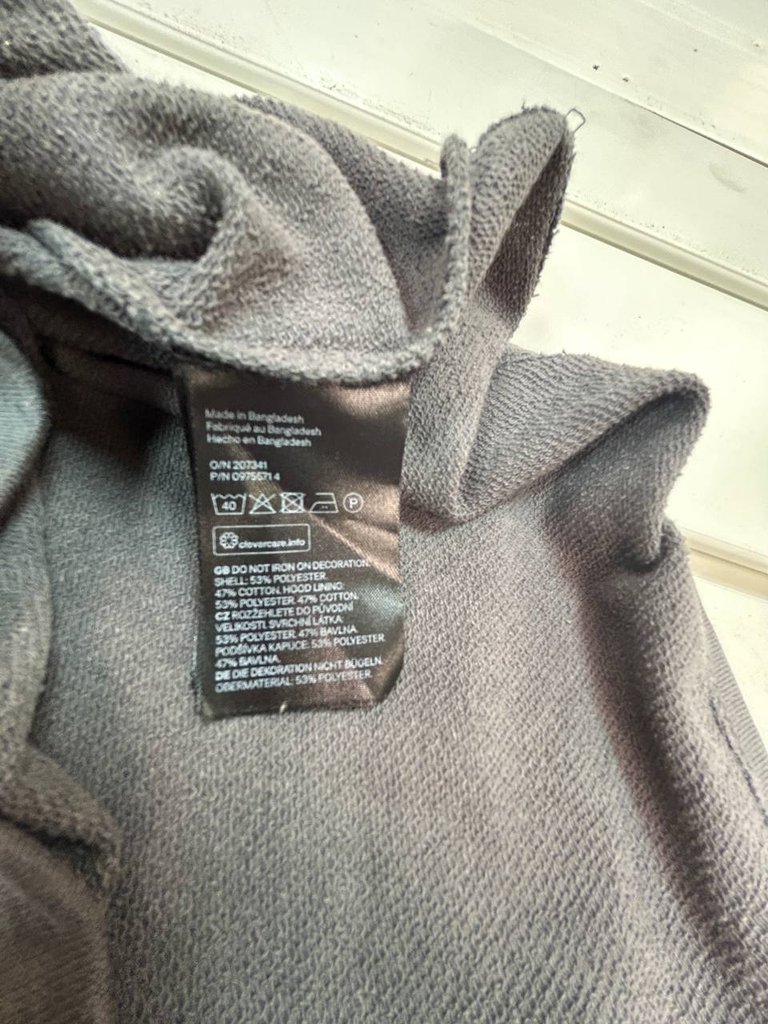 Made in Bangladesh
Fabriqué au Bangladesh
Hecho en Bangladesh
O/N 207341
P/N 0975571 4
40 P
clevercare.info
GB DO NOT IRON ON DECORATION.
SHELL: 53% POLYESTER.
47% COTTON. HOOD LINING:
53% POLYESTER. 47% COTTON.
CZ ROZŽEHLETE DO PŮVODNÍ
VELIKOSTI. SVRCHNÍ LÁTKA:
53% POLYESTER. 47% BAVLNA.
PODŠÍVKA KAPUCE: 53% POLYESTER.
47% BAVLNA.
DE DIE DEKORATION NICHT BÜGELN.
OBERMATERIAL: 53% POLYESTER.